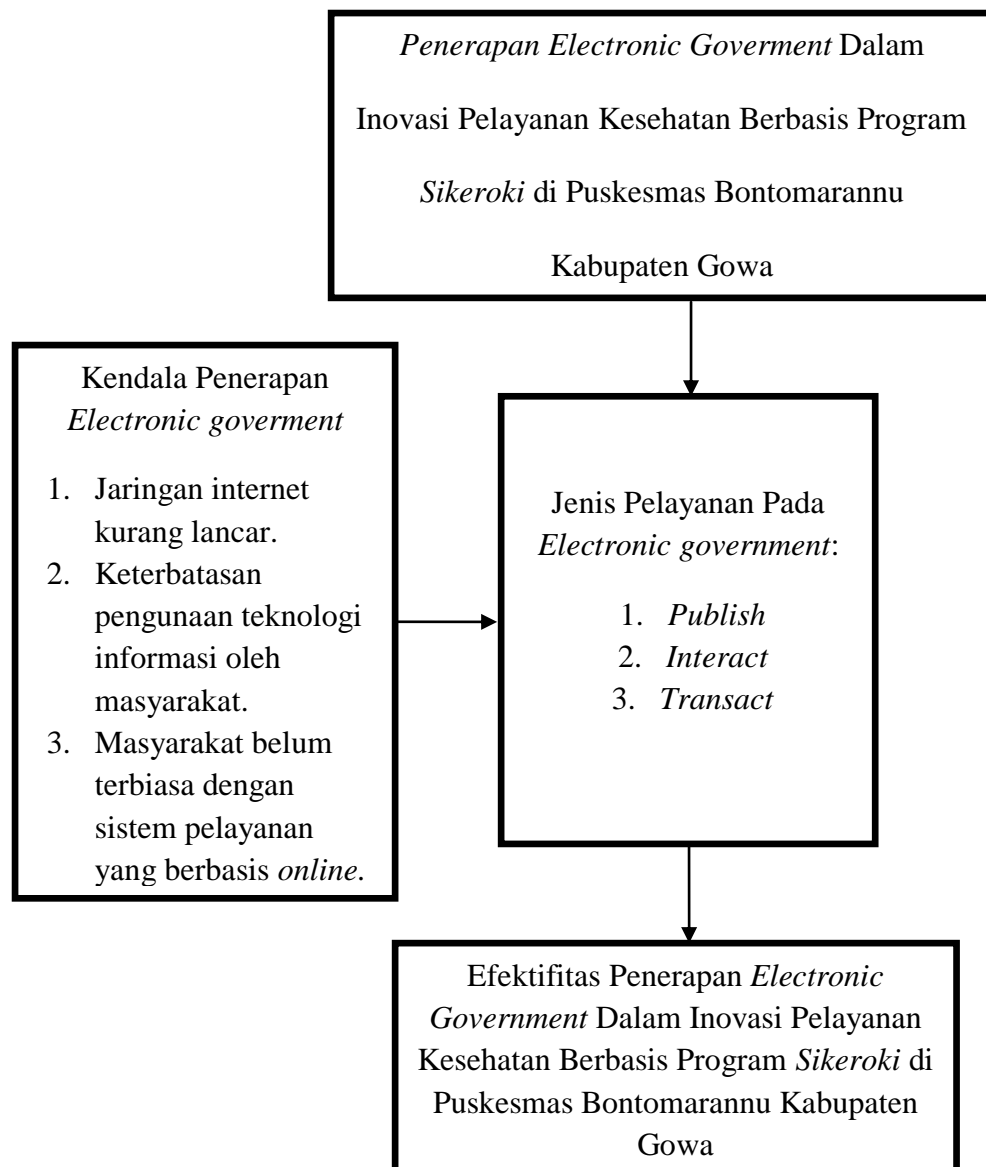 Penerapan Electronic Goverment Dalam
Inovasi Pelayanan Kesehatan Berbasis Program
Sikeroki di Puskesmas Bontomarannu
Kabupaten Gowa
Kendala Penerapan
Electronic goverment
1. Jaringan internet
kurang lancar.
2. Keterbatasan
pengunaan teknologi
informasi oleh
masyarakat.
3. Masyarakat belum
terbiasa dengan
sistem pelayanan
yang berbasis online.
Jenis Pelayanan Pada
Electronic government:
1. Publish
2. Interact
3. Transact
Efektifitas Penerapan Electronic
Government Dalam Inovasi Pelayanan
Kesehatan Berbasis Program Sikeroki di
Puskesmas Bontomarannu Kabupaten
Gowa